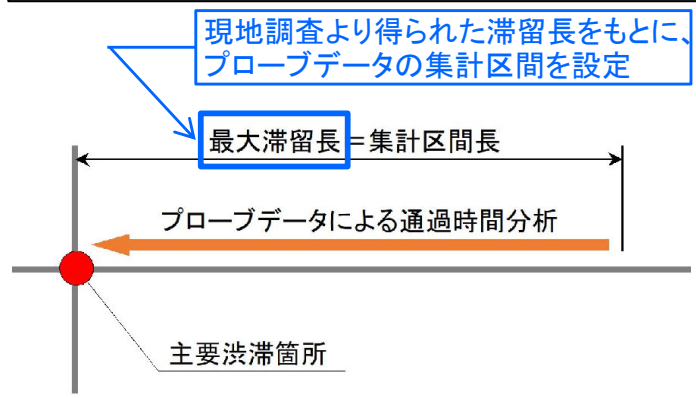 現地調査より得られた滞留長をもとに、
プローブデータの集計区間を設定
最大滞留長＝集計区間長
プローブデータによる通過時間分析
主要渋滞箇所